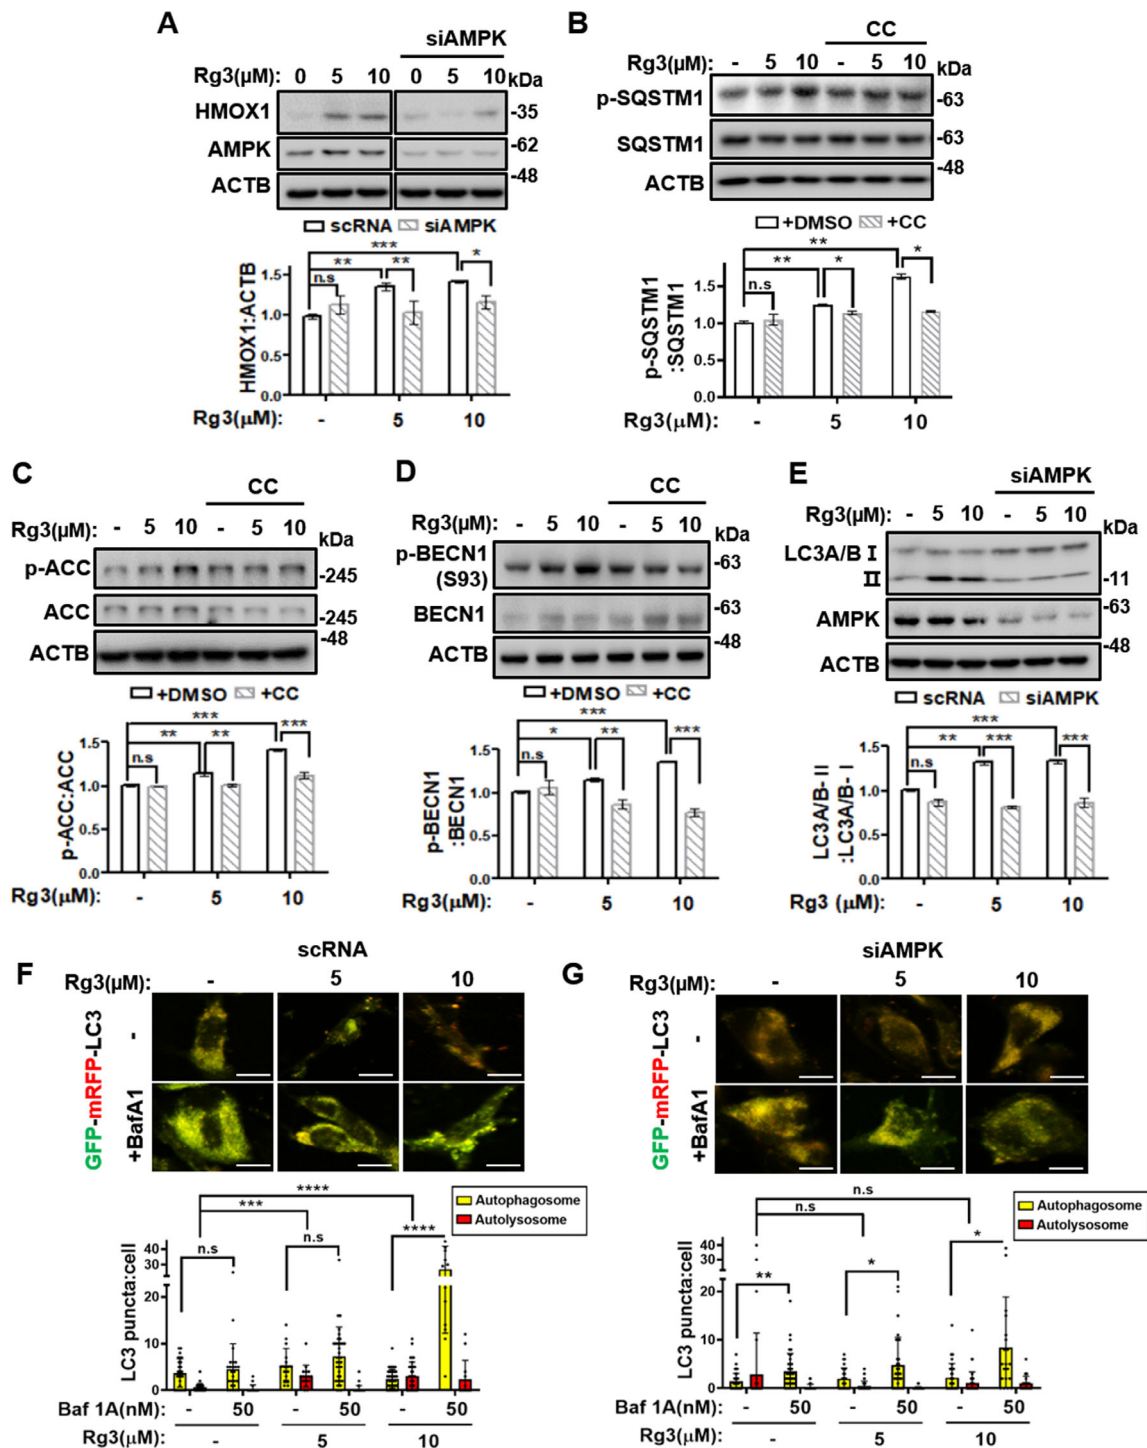 A
siAMPK
Rg3(μM): 0 5 10 0 5 10 kDa
HMOX1 -35
AMPK -62
ACTB -48
scRNA siAMPK
***
** ** *
n.s
HMOX1:ACTB
1.5
1.0
0.5
0.0
Rg3(μM): - 5 10
B
CC
Rg3(μM): - 5 10 - 5 10 kDa
p-SQSTM1 -63
SQSTM1 -63
ACTB -48
+DMSO +CC
**
** * *
n.s
p-SQSTM1
:SQSTM1
1.5
1.0
0.5
0.0
Rg3(μM): - 5 10
C
CC
Rg3(μM): - 5 10 - 5 10 kDa
p-ACC -245
ACC -245
ACTB -48
+DMSO +CC
***
** ** ***
n.s
p-ACC:ACC
1.5
1.0
0.5
0.0
Rg3(μM): - 5 10
D
CC
Rg3(μM): - 5 10 - 5 10 kDa
p-BECN1
(S93) -63
BECN1 -63
ACTB -48
+DMSO +CC
***
* ** ***
n.s
p-BECN1
:BECN1
1.5
1.0
0.5
0.0
Rg3(μM): - 5 10
E
siAMPK
Rg3(μM): - 5 10 - 5 10 kDa
LC3A/B I
II -11
AMPK -63
ACTB -48
scRNA siAMPK
***
** *** ***
n.s
LC3A/B- II
:LC3A/B- I
1.5
1.0
0.5
0.0
Rg3 (μM): - 5 10
F
scRNA
Rg3(μM): - 5 10
GFP-mRFP-LC3
-
+BafA1
****
***
n.s n.s ****
Autophagosome
Autolysosome
LC3 puncta:cell
40
30
20
10
0
Baf 1A(nM) - 50 - 50 - 50
Rg3(μM) - 5 10
G
siAMPK
Rg3(μM): - 5 10
GFP-mRFP-LC3
-
+BafA1
n.s
n.s
** * *
Autophagosome
Autolysosome
LC3 puncta:cell
40
30
20
10
0
Baf 1A(nM) - 50 - 50 - 50
Rg3(μM) - 5 10